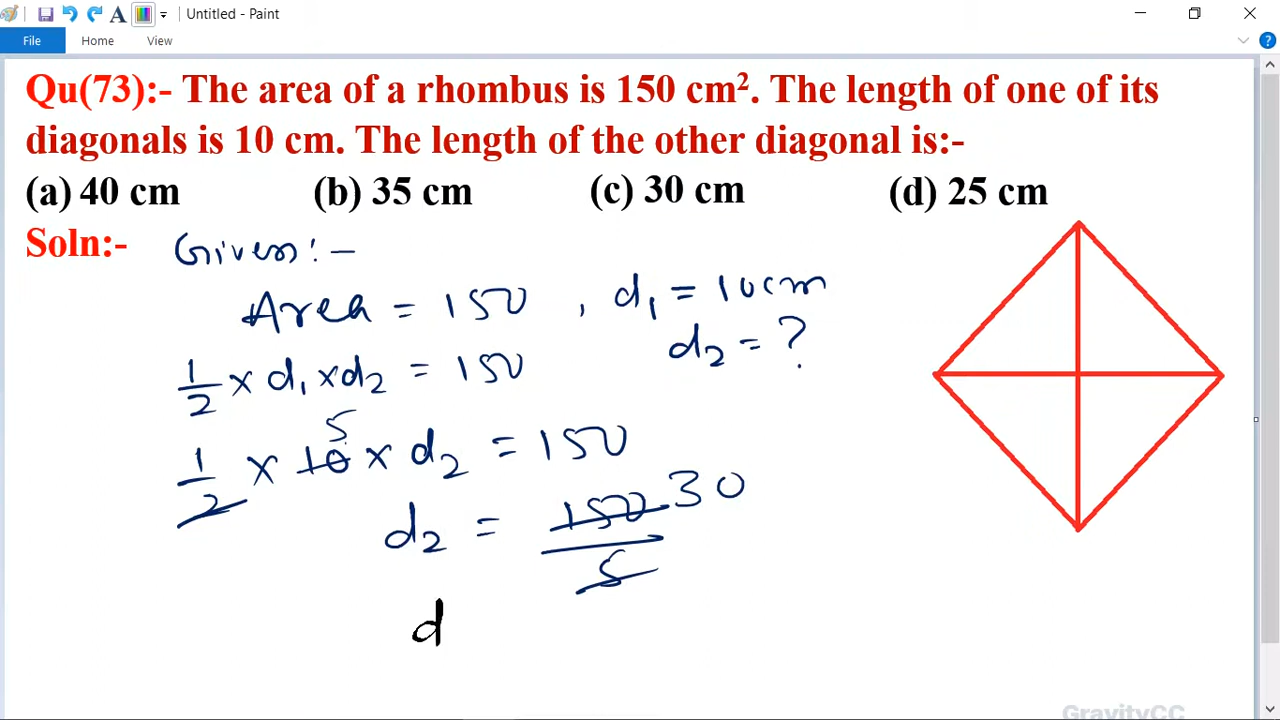 Untitled - Paint
File Home View
Qu(73):- The area of a rhombus is 150 cm². The length of one of its
diagonals is 10 cm. The length of the other diagonal is:-
(a) 40 cm (b) 35 cm (c) 30 cm (d) 25 cm
Soln:- Given:-
Area = 150, d₁ = 10cm
d₂ = ?
1/2 × d₁ × d₂ = 150
5
1/2 × 10 × d₂ = 150
d₂ = 150/5 30
d
GravityCC